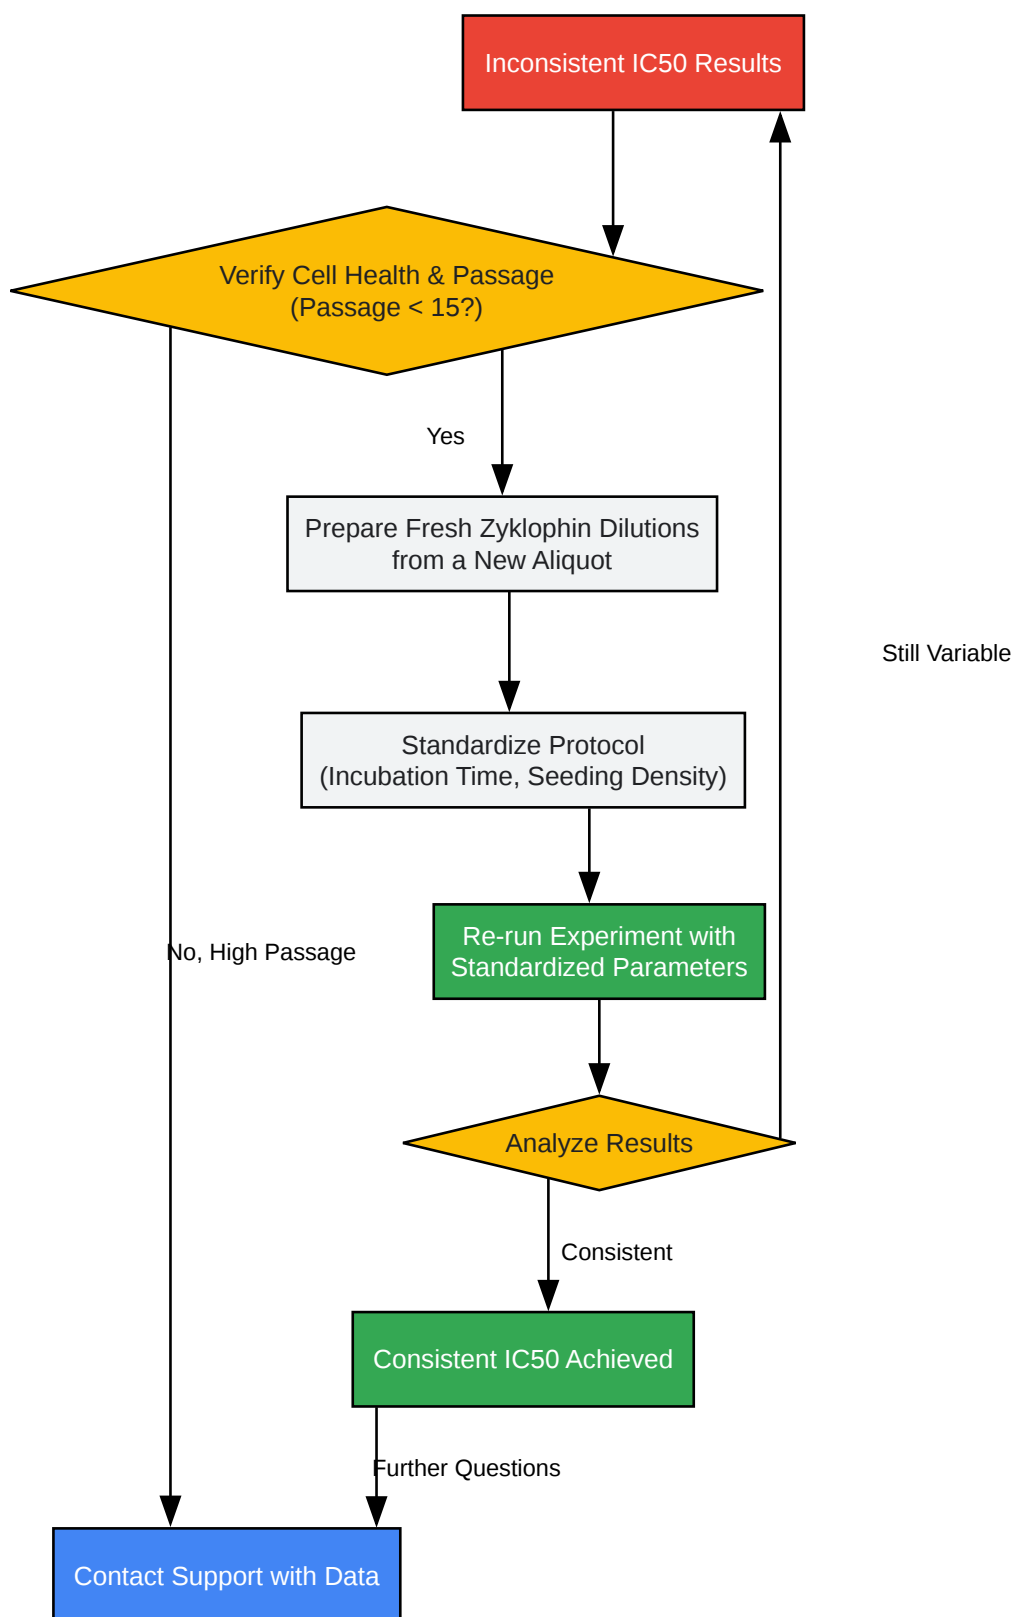 Inconsistent IC50 Results
Verify Cell Health & Passage
(Passage < 15?)
Yes
Prepare Fresh Zyklophin Dilutions
from a New Aliquot
Still Variable
Standardize Protocol
(Incubation Time, Seeding Density)
Re-run Experiment with
Standardized Parameters
No, High Passage
Analyze Results
Consistent
Consistent IC50 Achieved
Further Questions
Contact Support with Data